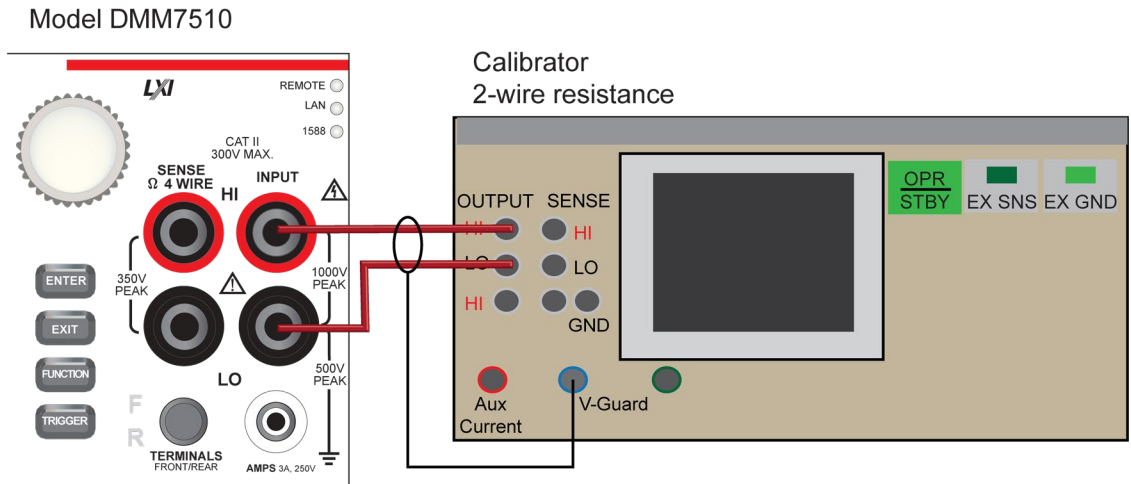 Model DMM7510
Calibrator
2-wire resistance
LXI
REMOTE
LAN
1588
CAT II
300V MAX.
SENSE
Ω 4 WIRE
HI
INPUT
350V
PEAK
1000V
PEAK
500V
PEAK
LO
ENTER
EXIT
FUNCTION
TRIGGER
F
R
TERMINALS
FRONT/REAR
AMPS 3A, 250V
OUTPUT
SENSE
HI
HI
LO
LO
HI
GND
Aux
Current
V-Guard
OPR
STBY
EX SNS
EX GND